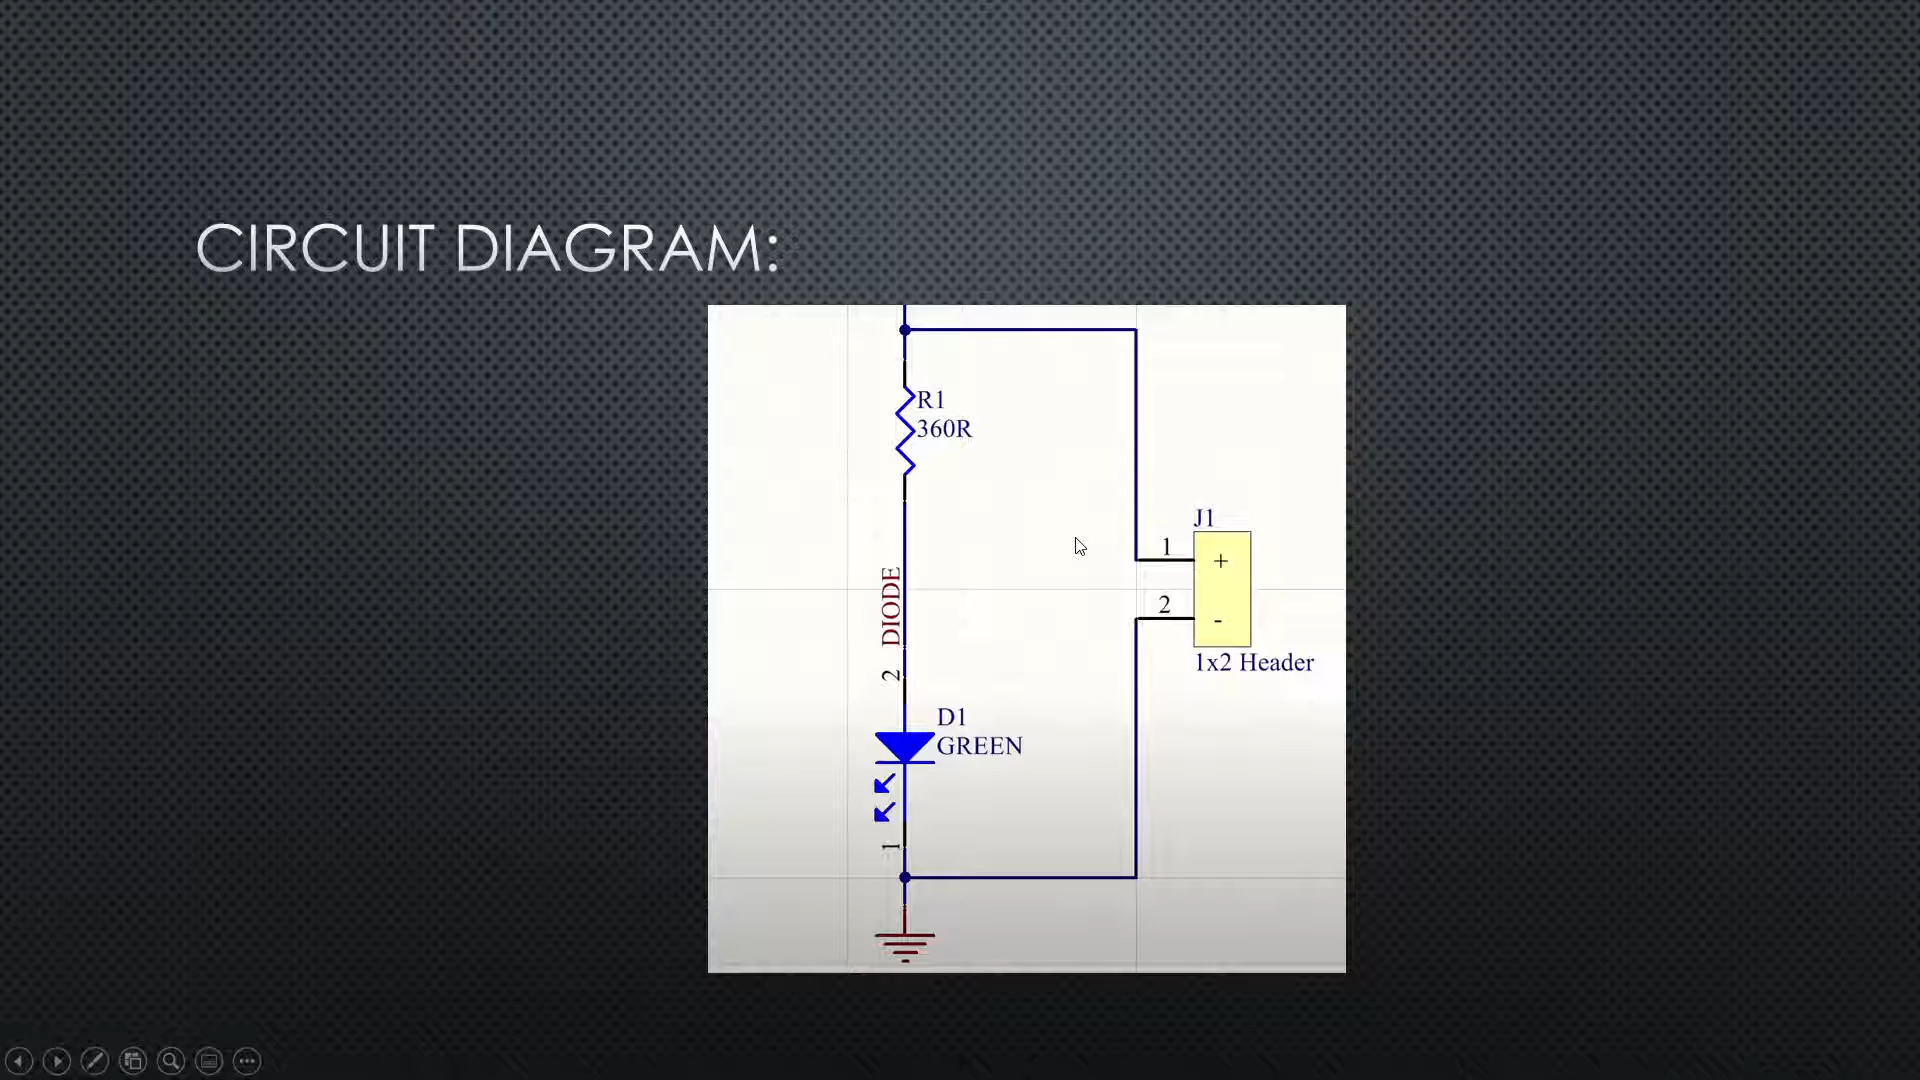 CIRCUIT DIAGRAM:
R1
360R
J1
1
+
DIODE
2
-
1x2 Header
2
D1
GREEN
1